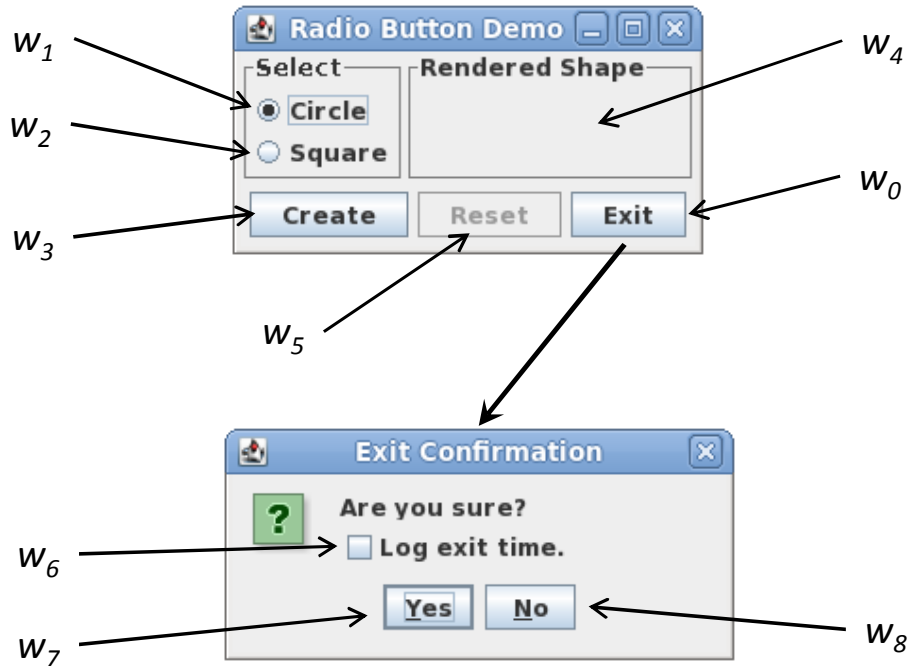 Radio Button Demo
w1
Select
Rendered Shape
w4
Circle
w2
Square
w0
Create
Reset
Exit
w3
w5
Exit Confirmation
?
Are you sure?
Log exit time.
w6
Yes
No
w7
w8